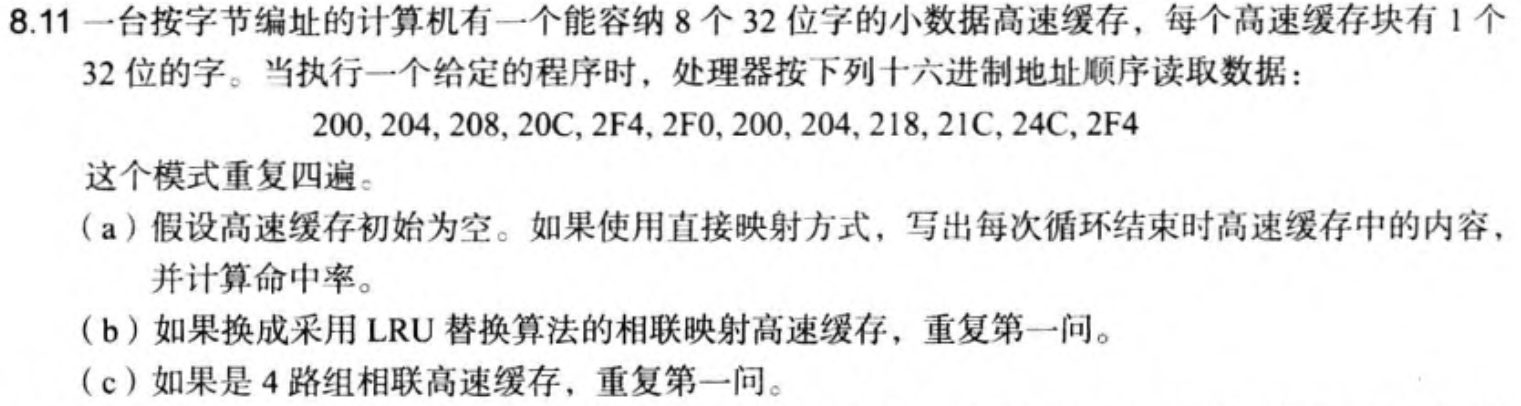 8.11 一台按字节编址的计算机有一个能容纳 8 个 32 位字的小数据高速缓存，每个高速缓存块有 1 个
32 位的字。当执行一个给定的程序时，处理器按下列十六进制地址顺序读取数据：
200, 204, 208, 20C, 2F4, 2F0, 200, 204, 218, 21C, 24C, 2F4
这个模式重复四遍。
（a）假设高速缓存初始为空。如果使用直接映射方式，写出每次循环结束时高速缓存中的内容，
并计算命中率。
（b）如果换成采用 LRU 替换算法的相联映射高速缓存，重复第一问。
（c）如果是 4 路组相联高速缓存，重复第一问。